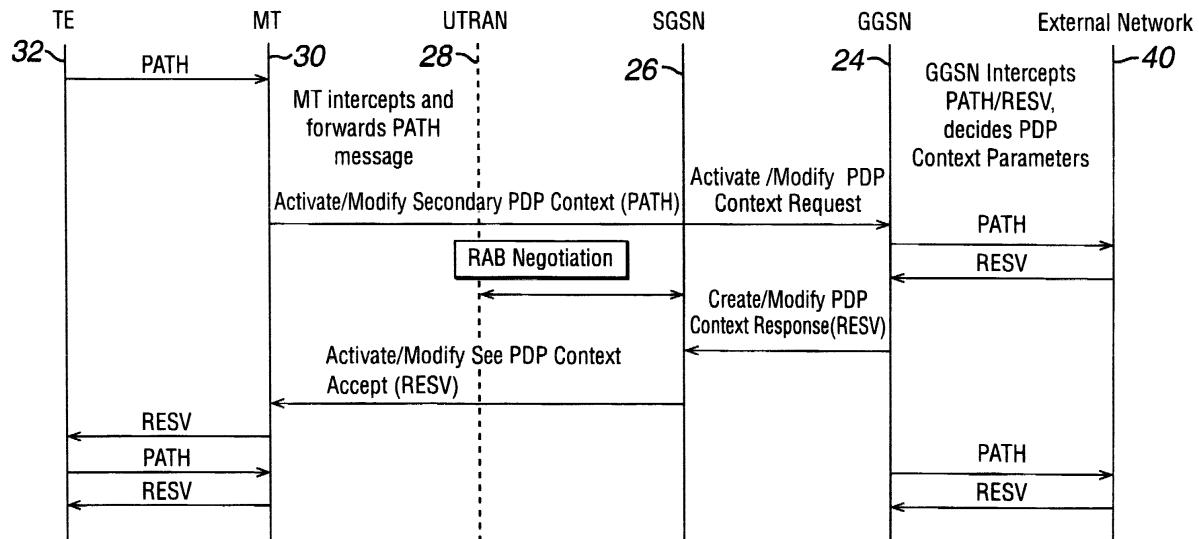 TE MT UTRAN SGSN GGSN External Network
32 30 28 26 24 40
PATH
MT intercepts and
forwards PATH
message
GGSN Intercepts
PATH/RESV,
decides PDP
Context Parameters
Activate/Modify Secondary PDP Context (PATH)
Activate /Modify PDP
Context Request
PATH
RAB Negotiation
RESV
Create/Modify PDP
Context Response(RESV)
Activate/Modify See PDP Context
Accept (RESV)
RESV
PATH
RESV
PATH
RESV